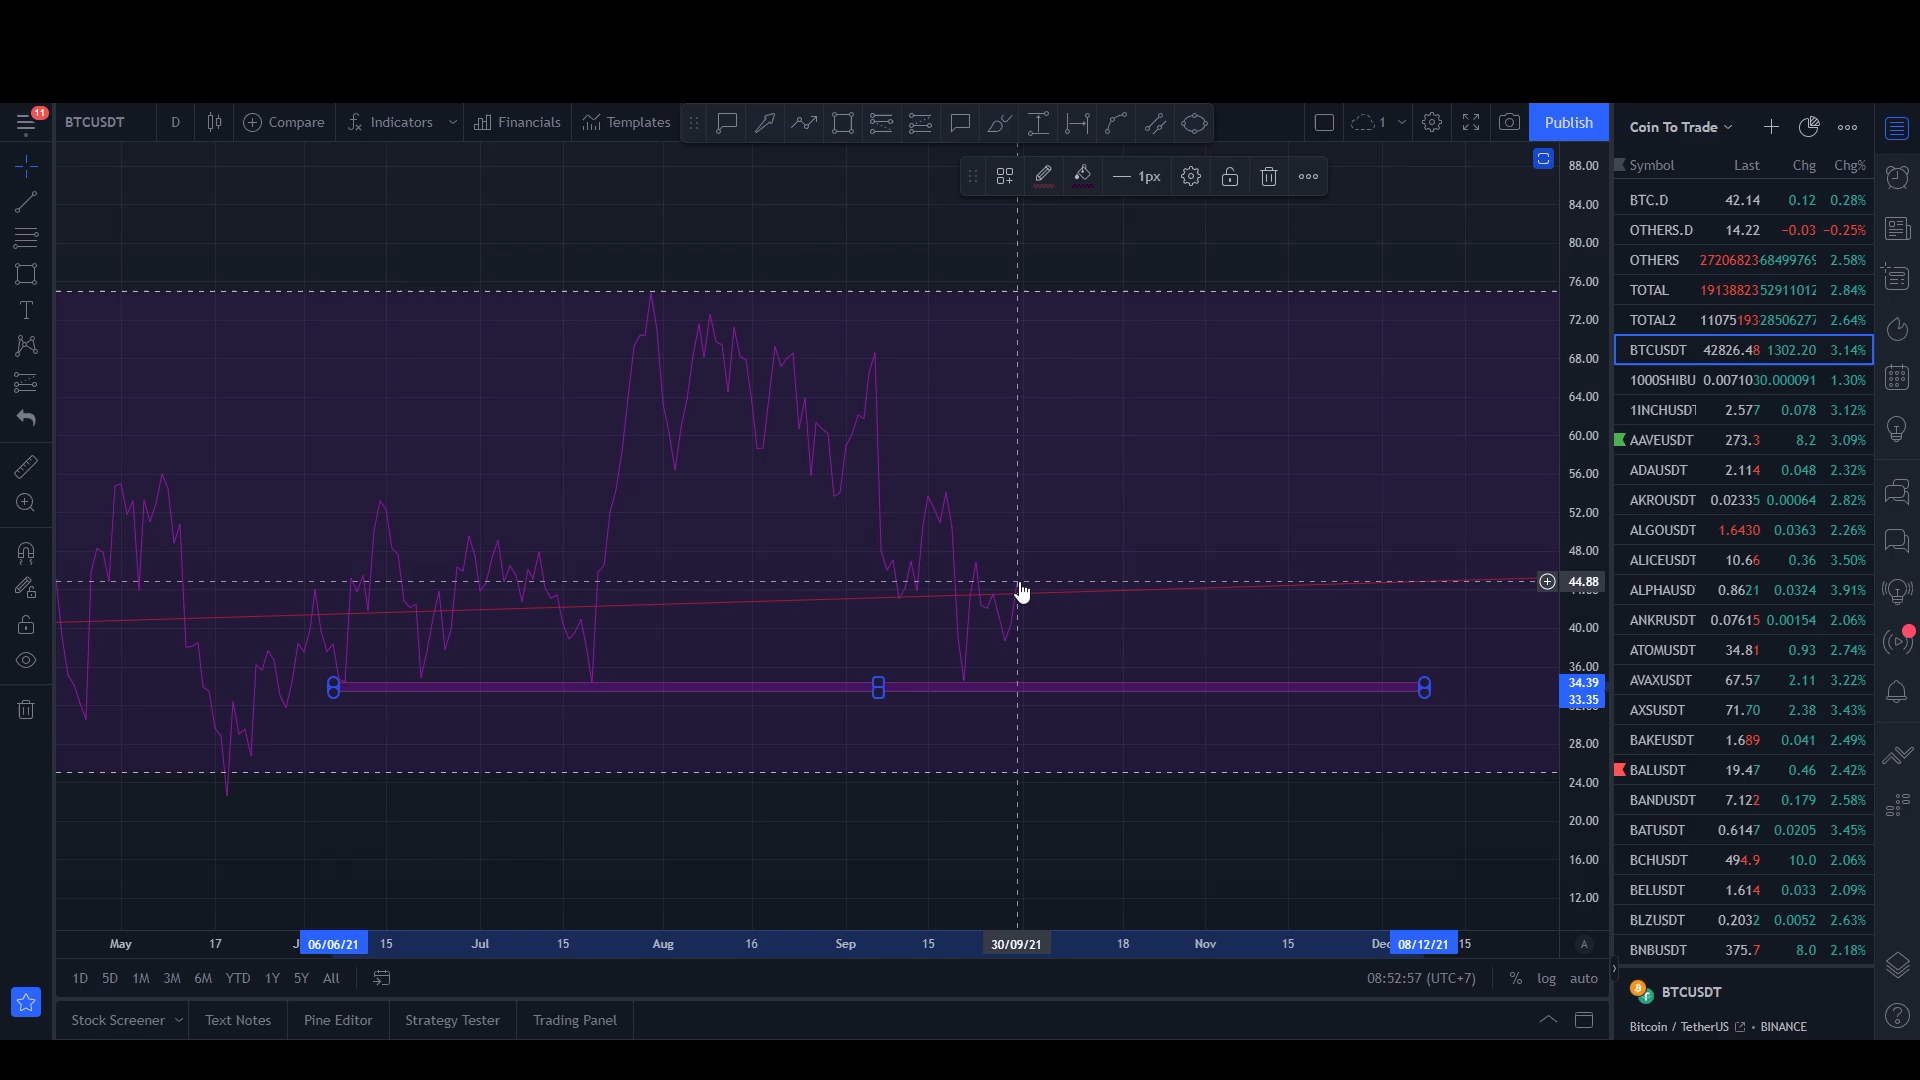 11
BTCUSDT D Compare Indicators Financials Templates 1 Publish
1px
88.00
84.00
80.00
76.00
72.00
68.00
64.00
60.00
56.00
52.00
48.00
44.88
40.00
36.00
34.39
33.35
28.00
24.00
20.00
16.00
12.00
May 17 06/06/21 15 Jul 15 Aug 16 Sep 15 30/09/21 18 Nov 15 Dec 08/12/21 15 A
1D 5D 1M 3M 6M YTD 1Y 5Y All 08:52:57 (UTC+7) % log auto
Stock Screener Text Notes Pine Editor Strategy Tester Trading Panel
Coin To Trade
Symbol Last Chg Chg%
BTC.D 42.14 0.12 0.28%
OTHERS.D 14.22 −0.03 −0.25%
OTHERS 2.58%
TOTAL 2.84%
TOTAL2 2.64%
BTCUSDT 42826.48 1302.20 3.14%
1000SHIBU 0.007103 0.000091 1.30%
1INCHUSDT 2.577 0.078 3.12%
AAVEUSDT 273.3 8.2 3.09%
ADAUSDT 2.114 0.048 2.32%
AKROUSDT 0.02335 0.00064 2.82%
ALGOUSDT 1.6430 0.0363 2.26%
ALICEUSDT 10.66 0.36 3.50%
ALPHAUSD 0.8621 0.0324 3.91%
ANKRUSDT 0.07615 0.00154 2.06%
ATOMUSDT 34.81 0.93 2.74%
AVAXUSDT 67.57 2.11 3.22%
AXSUSDT 71.70 2.38 3.43%
BAKEUSDT 1.689 0.041 2.49%
BALUSDT 19.47 0.46 2.42%
BANDUSDT 7.122 0.179 2.58%
BATUSDT 0.6147 0.0205 3.45%
BCHUSDT 494.9 10.0 2.06%
BELUSDT 1.614 0.033 2.09%
BLZUSDT 0.2032 0.0052 2.63%
BNBUSDT 375.7 8.0 2.18%
BTCUSDT
Bitcoin / TetherUS • BINANCE